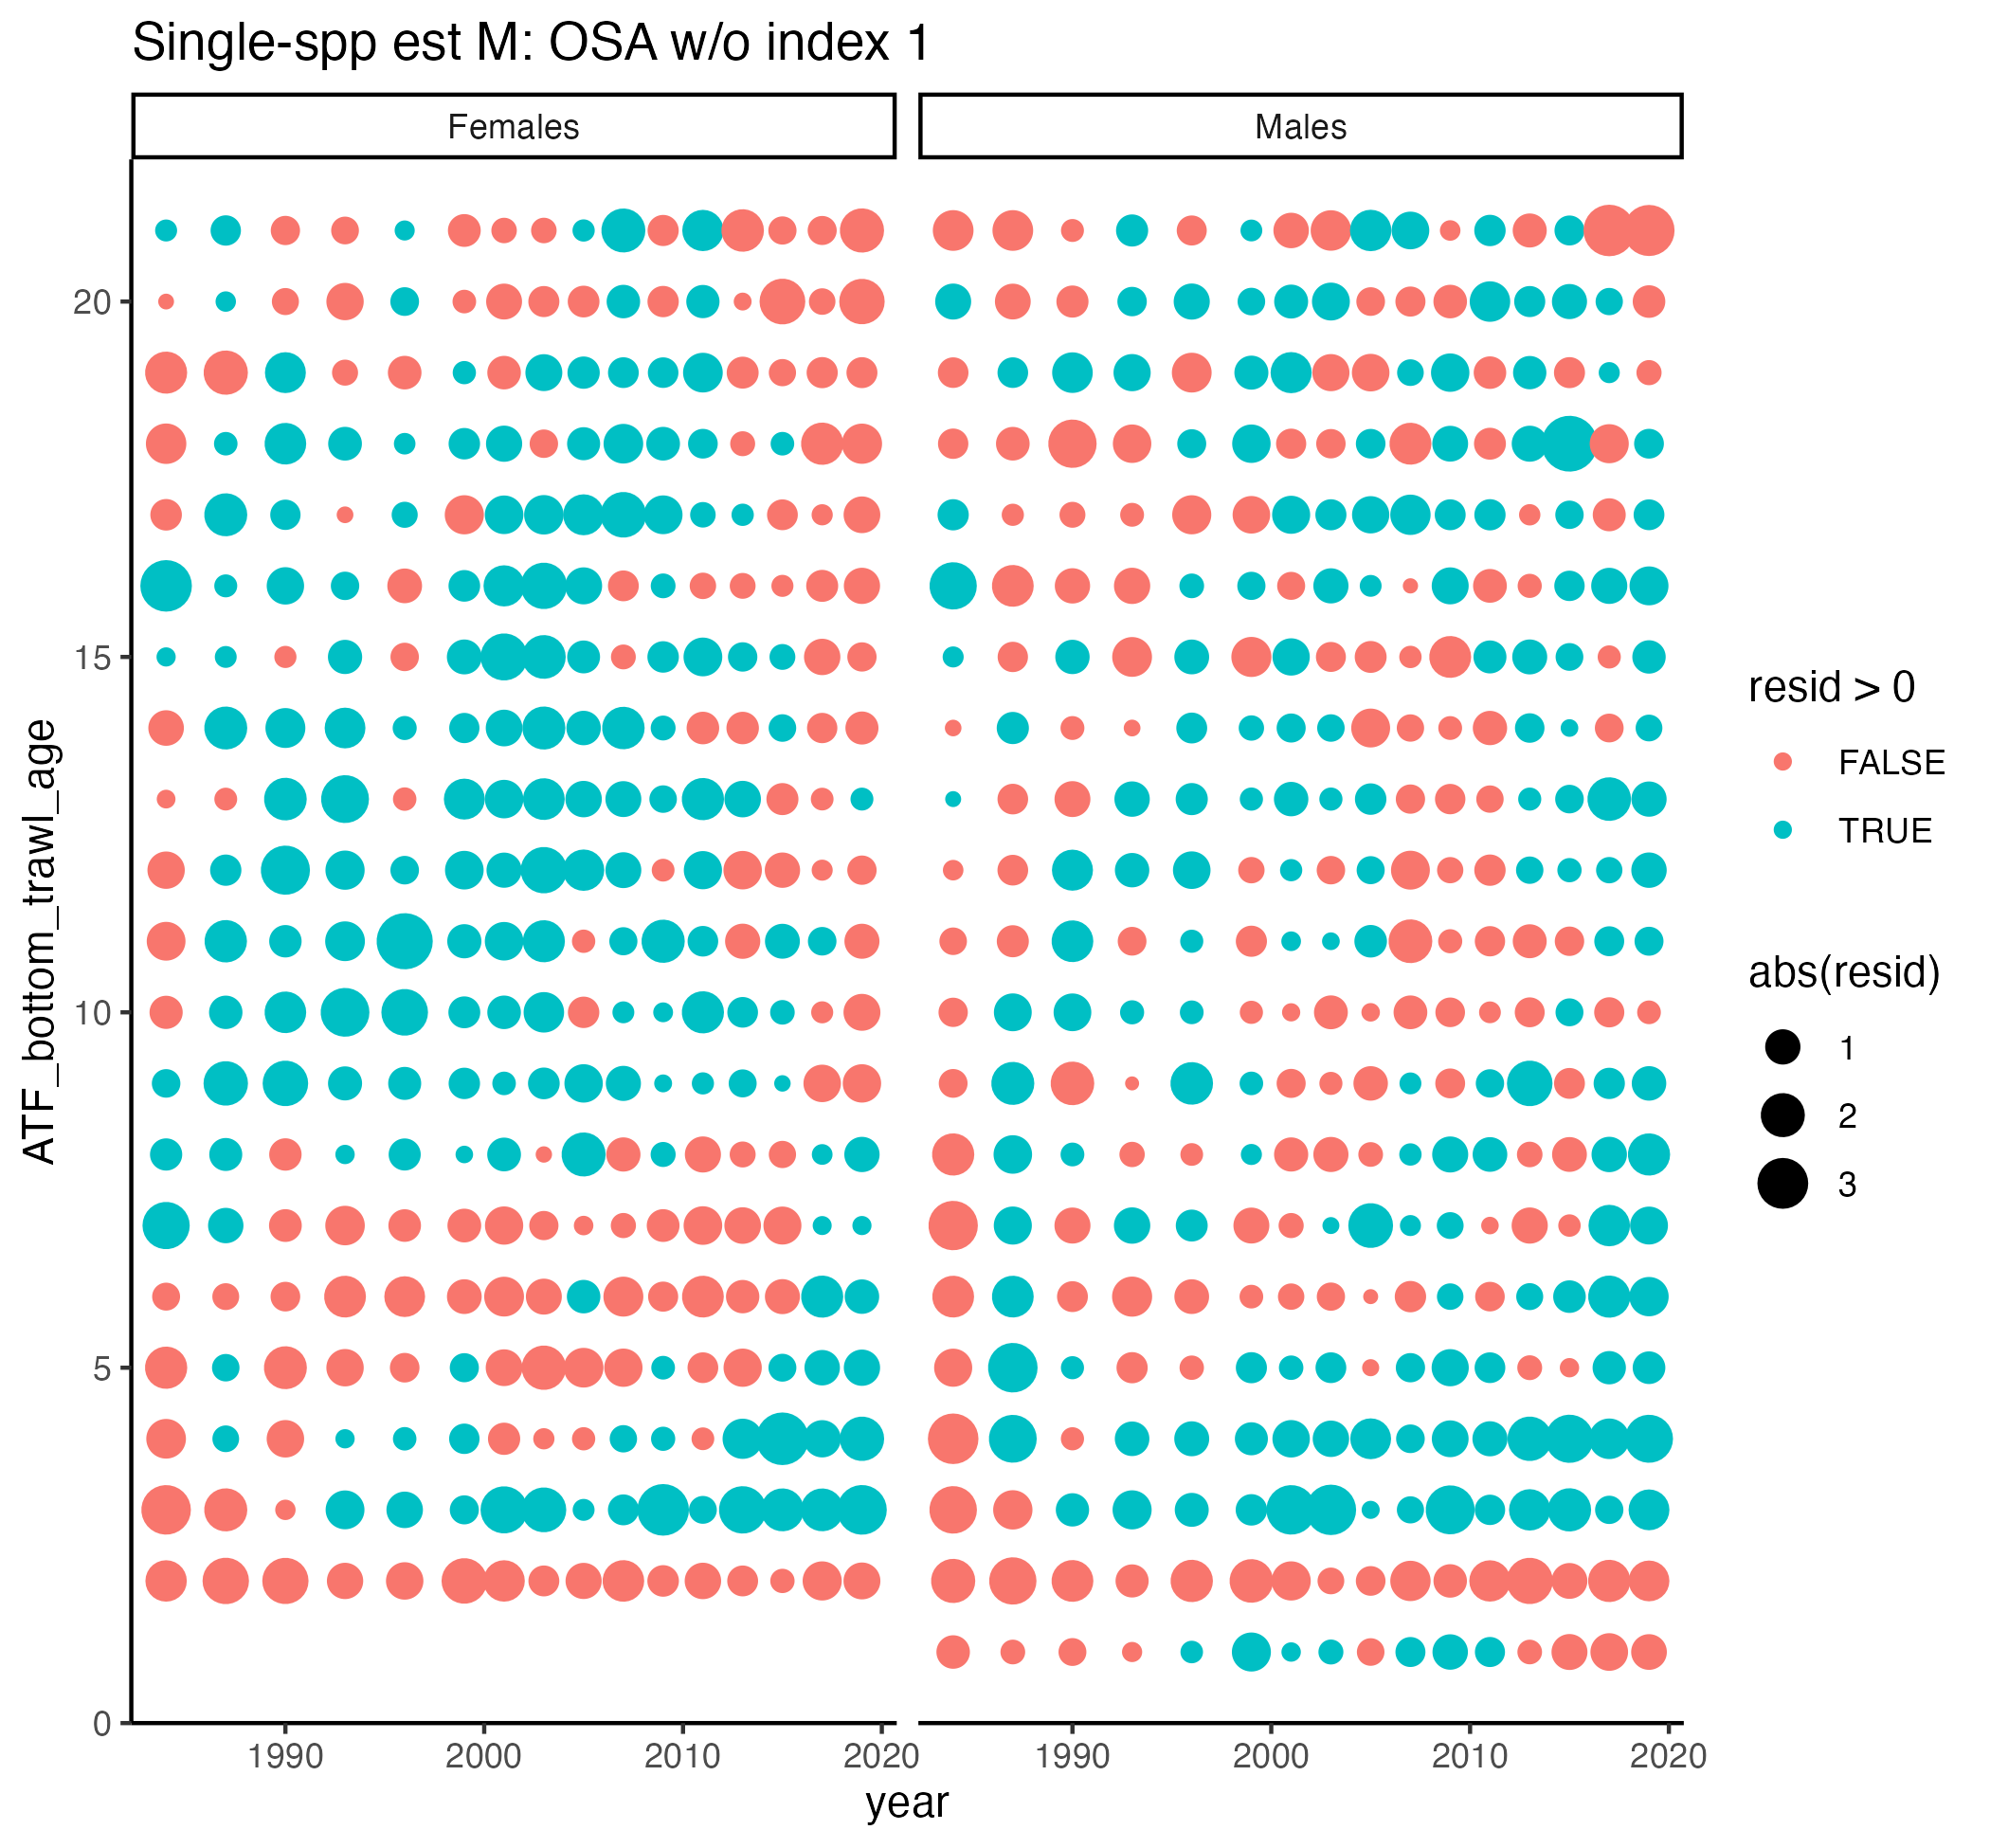 Single-spp est M: OSA w/o index 1
Females
Males
ATF_bottom_trawl_age
20
15
10
5
0
1990
2000
2010
2020
1990
2000
2010
2020
year
resid > 0
FALSE
TRUE
abs(resid)
1
2
3